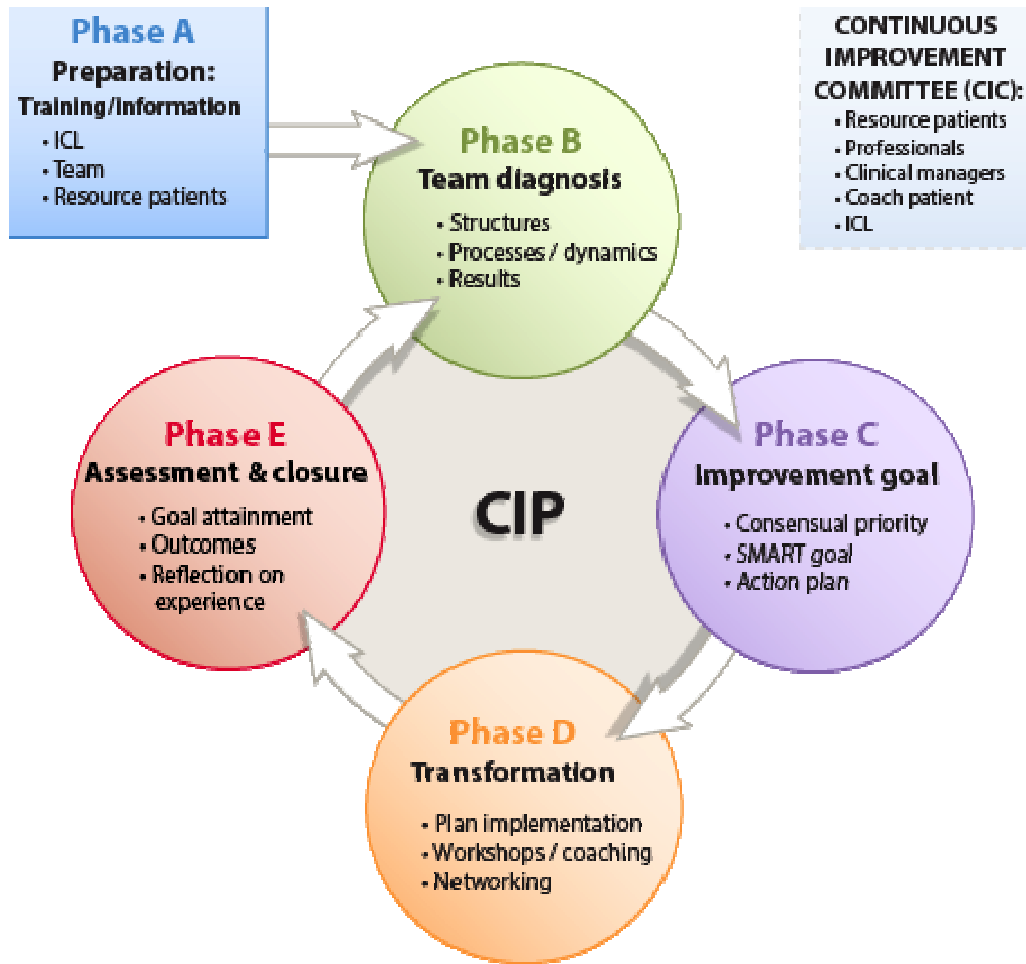 Phase A
Preparation:
Training/information
• ICL
• Team
• Resource patients
CONTINUOUS
IMPROVEMENT
COMMITTEE (CIC):
• Resource patients
• Professionals
• Clinical managers
• Coach patient
• ICL
Phase B
Team diagnosis
• Structures
• Processes / dynamics
• Results
Phase C
Improvement goal
• Consensual priority
• SMART goal
• Action plan
Phase D
Transformation
• Plan implementation
• Workshops / coaching
• Networking
Phase E
Assessment & closure
• Goal attainment
• Outcomes
• Reflection on
experience
CIP